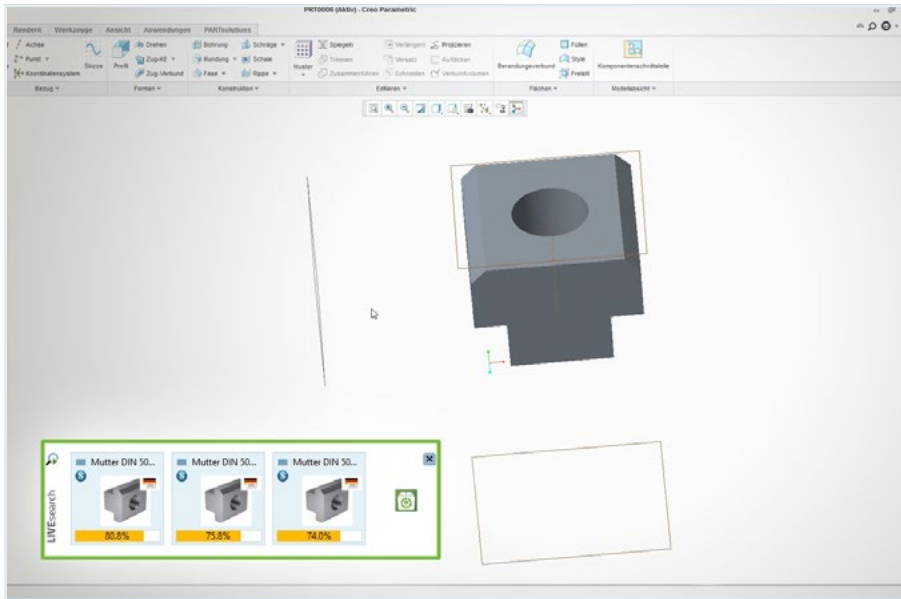 PRT0006 (Aktiv) - Creo Parametric
Rendern Werkzeuge Ansicht Anwendungen PARTsolutions
Achse Drehen Bohrung Schräge Spiegeln Verlängern Projizieren Füllen
Punkt Skizze Profil Zug-KE Rundung Schale Muster Trimmen Versatz Aufdicken Berandungsverbund Style Komponentenschnittstelle
Koordinatensystem Zug-Verbund Fase Rippe Zusammenführen Schneiden Verbundvolumen Freistil
Bezug Formen Konstruktion Editieren Flächen Modellabsicht
LIVEsearch
Mutter DIN 50... Mutter DIN 50... Mutter DIN 50...
80.8% 75.8% 74.0%